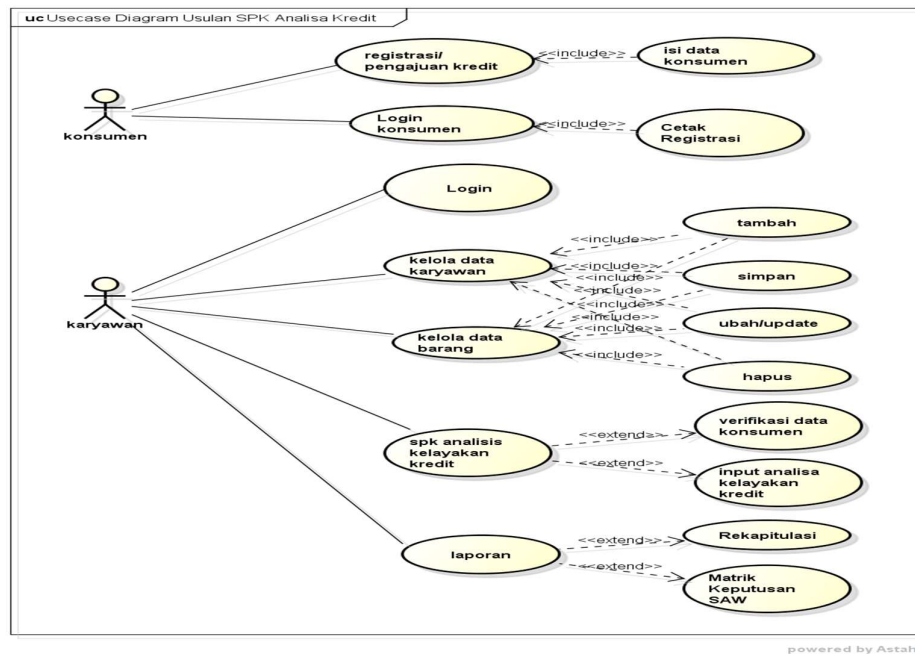 uc Usecase Diagram Usulan SPK Analisa Kredit
registrasi/
pengajuan kredit
<<include>>
isi data
konsumen
konsumen
Login
konsumen
<<include>>
Cetak
Registrasi
Login
karyawan
kelola data
karyawan
kelola data
barang
<<include>>
<<include>>
<<include>>
<<include>>
<<include>>
<<include>>
<<include>>
tambah
simpan
ubah/update
hapus
spk analisis
kelayakan
kredit
<<extend>>
<<extend>>
verifikasi data
konsumen
input analisa
kelayakan
kredit
laporan
<<extend>>
<<extend>>
Rekapitulasi
Matrik
Keputusan
SAW
powered by Astah